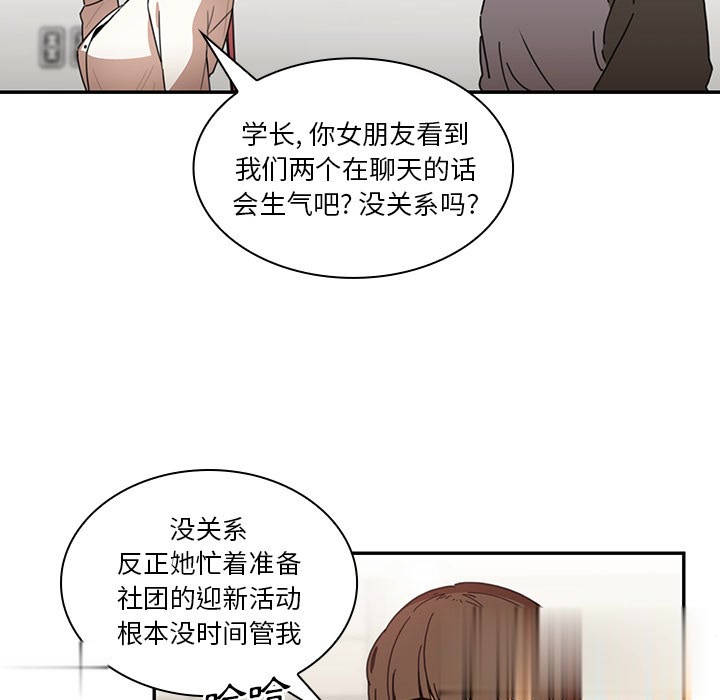 学长, 你女朋友看到
我们两个在聊天的话
会生气吧? 没关系吗?
没关系
反正她忙着准备
社团的迎新活动
根本没时间管我
哈哈